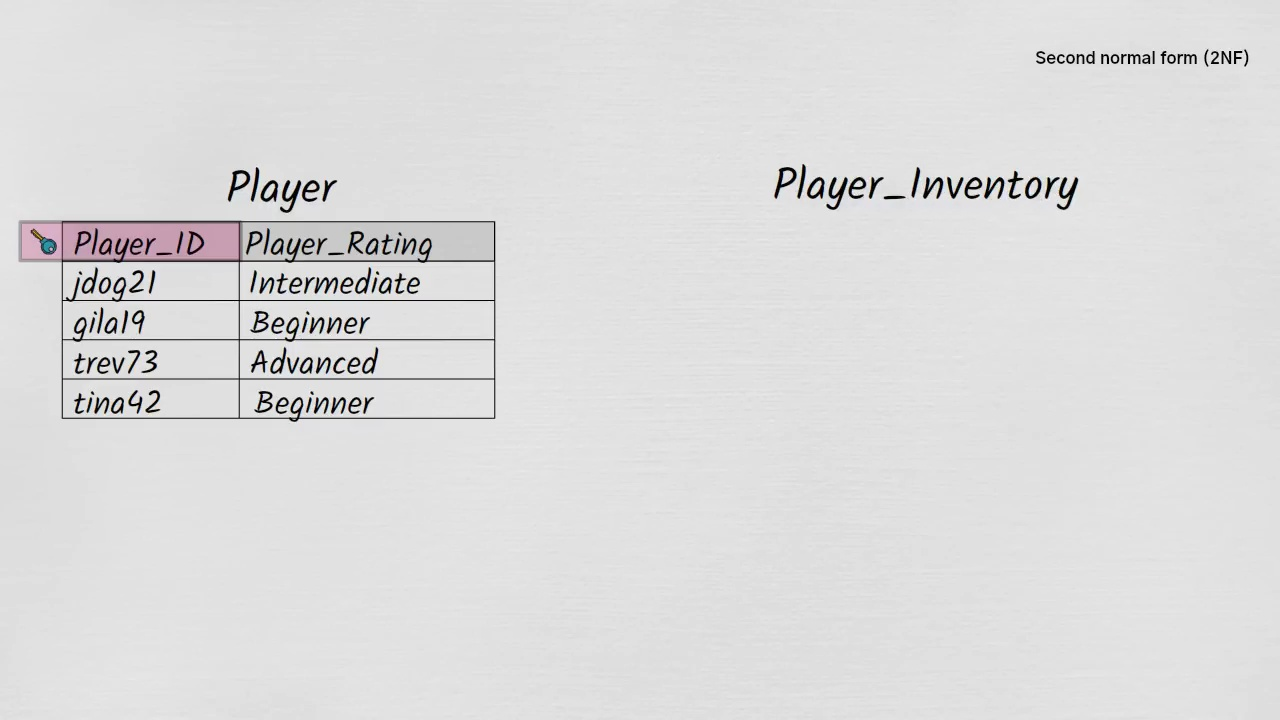 Second normal form (2NF)
Player
Player_Inventory
Player_ID Player_Rating
jdog21 Intermediate
gila19 Beginner
trev73 Advanced
tina42 Beginner